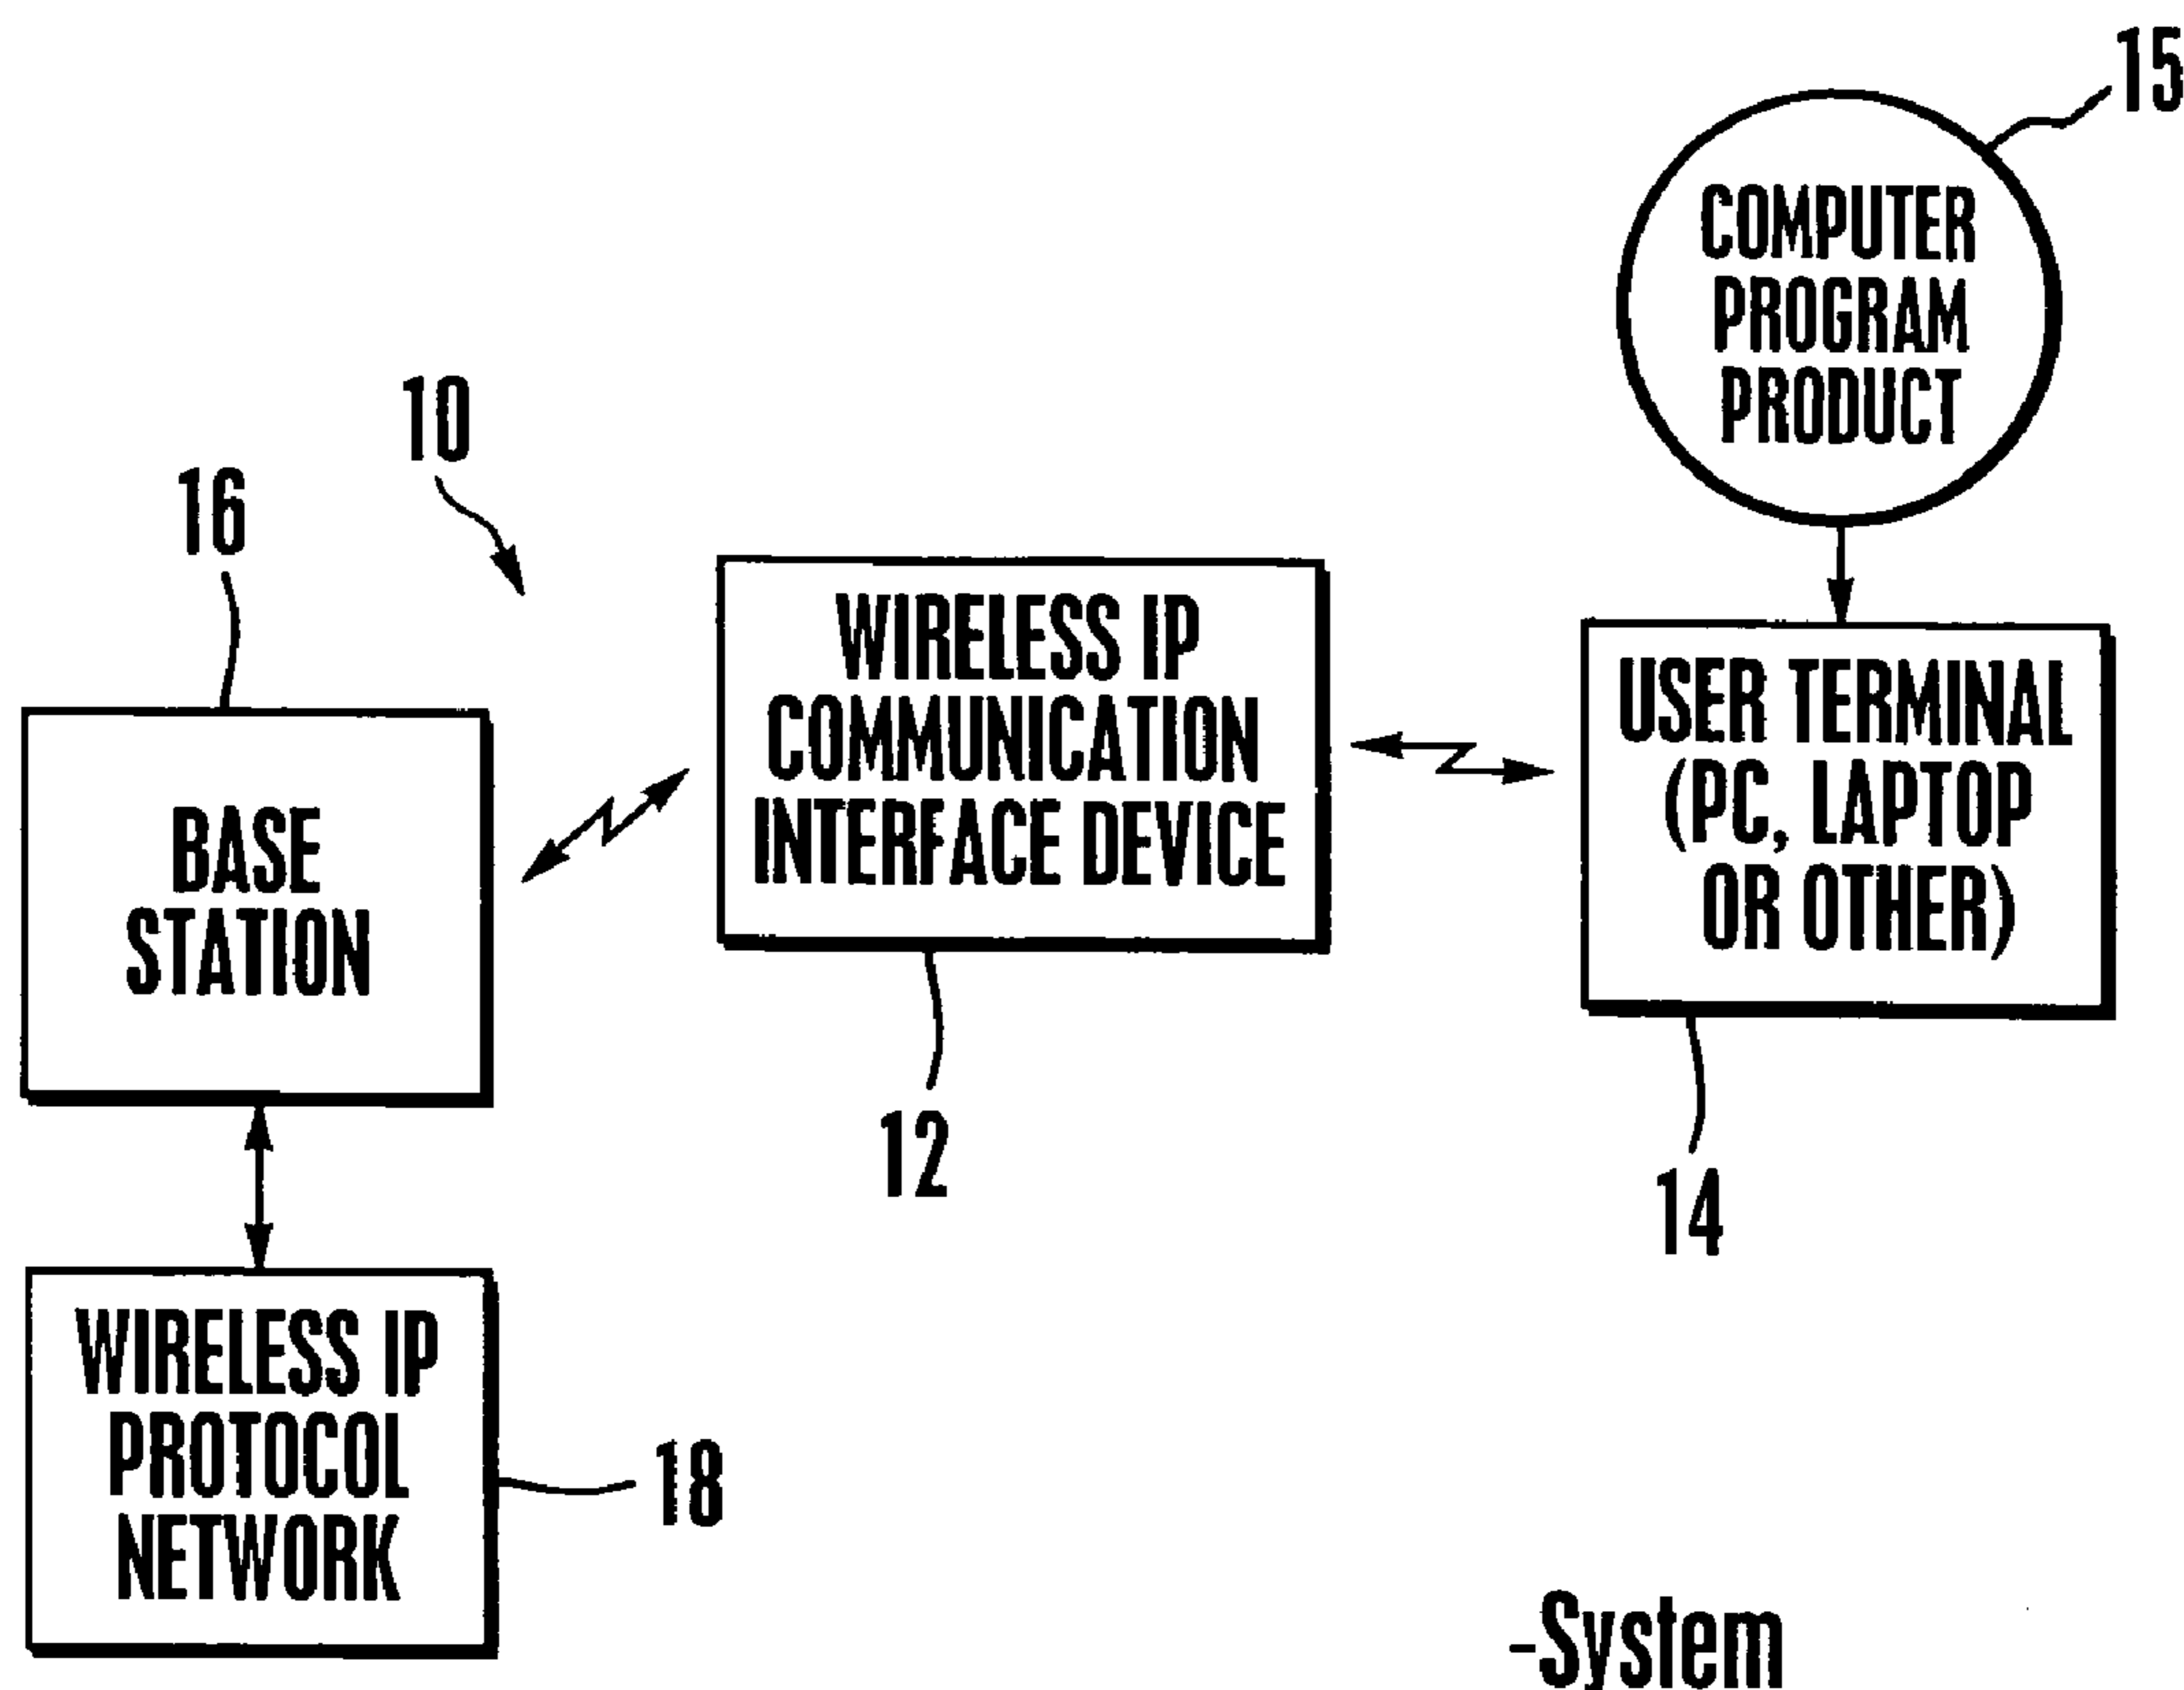 15
COMPUTER
PROGRAM
PRODUCT
10
16
WIRELESS IP
COMMUNICATION
INTERFACE DEVICE
USER TERMINAL
(PC, LAPTOP
OR OTHER)
BASE
STATION
12
14
WIRELESS IP
PROTOCOL
NETWORK
18
-System